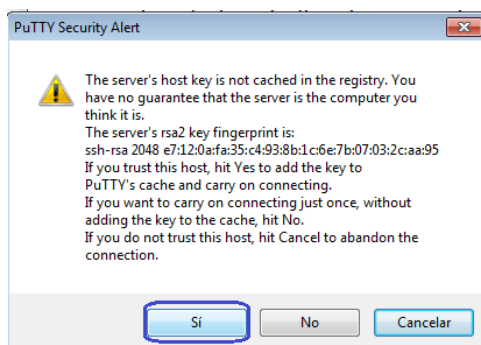 PuTTY Security Alert
The server's host key is not cached in the registry. You
have no guarantee that the server is the computer you
think it is.
The server's rsa2 key fingerprint is:
ssh-rsa 2048 e7:12:0a:fa:35:c4:93:8b:1c:6e:7b:07:03:2c:aa:95
If you trust this host, hit Yes to add the key to
PuTTY's cache and carry on connecting.
If you want to carry on connecting just once, without
adding the key to the cache, hit No.
If you do not trust this host, hit Cancel to abandon the
connection.
Sí No Cancelar